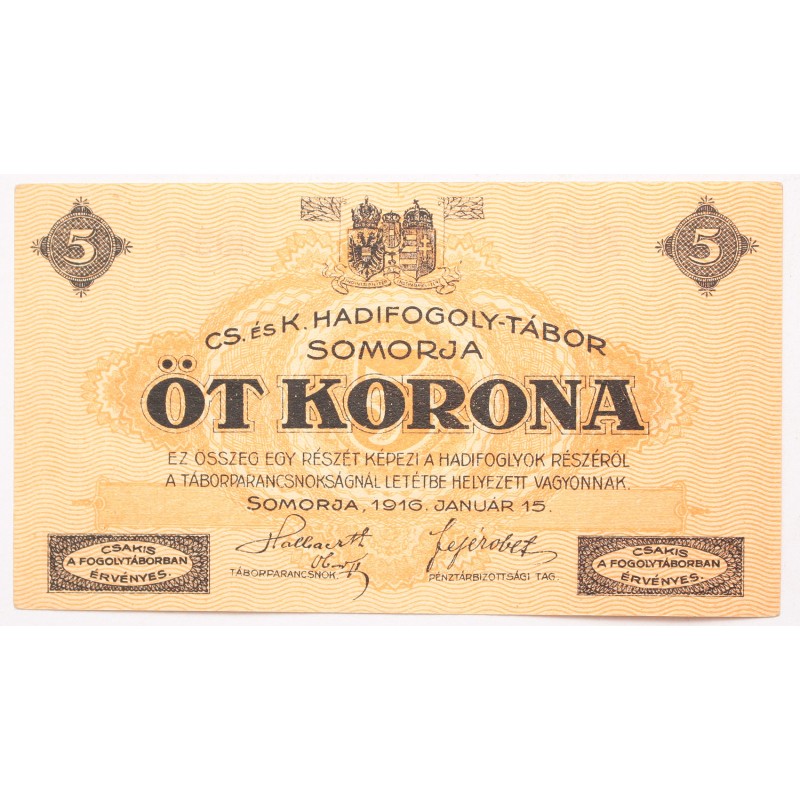 5
5
CS. ÉS K. HADIFOGOLY-TÁBOR
SOMORJA
ÖT KORONA
EZ ÖSSZEG EGY RÉSZÉT KÉPEZI A HADIFOGLYOK RÉSZÉRŐL
A TÁBORPARANCSNOKSÁGNÁL LETÉTBE HELYEZETT VAGYONNAK.
SOMORJA, 1916. JANUÁR 15.
TÁBORPARANCSNOK.
PÉNZTÁRBIZOTTSÁGI TAG.
CSAKIS
A FOGOLYTÁBORBAN
ÉRVÉNYES.
CSAKIS
A FOGOLYTÁBORBAN
ÉRVÉNYES.